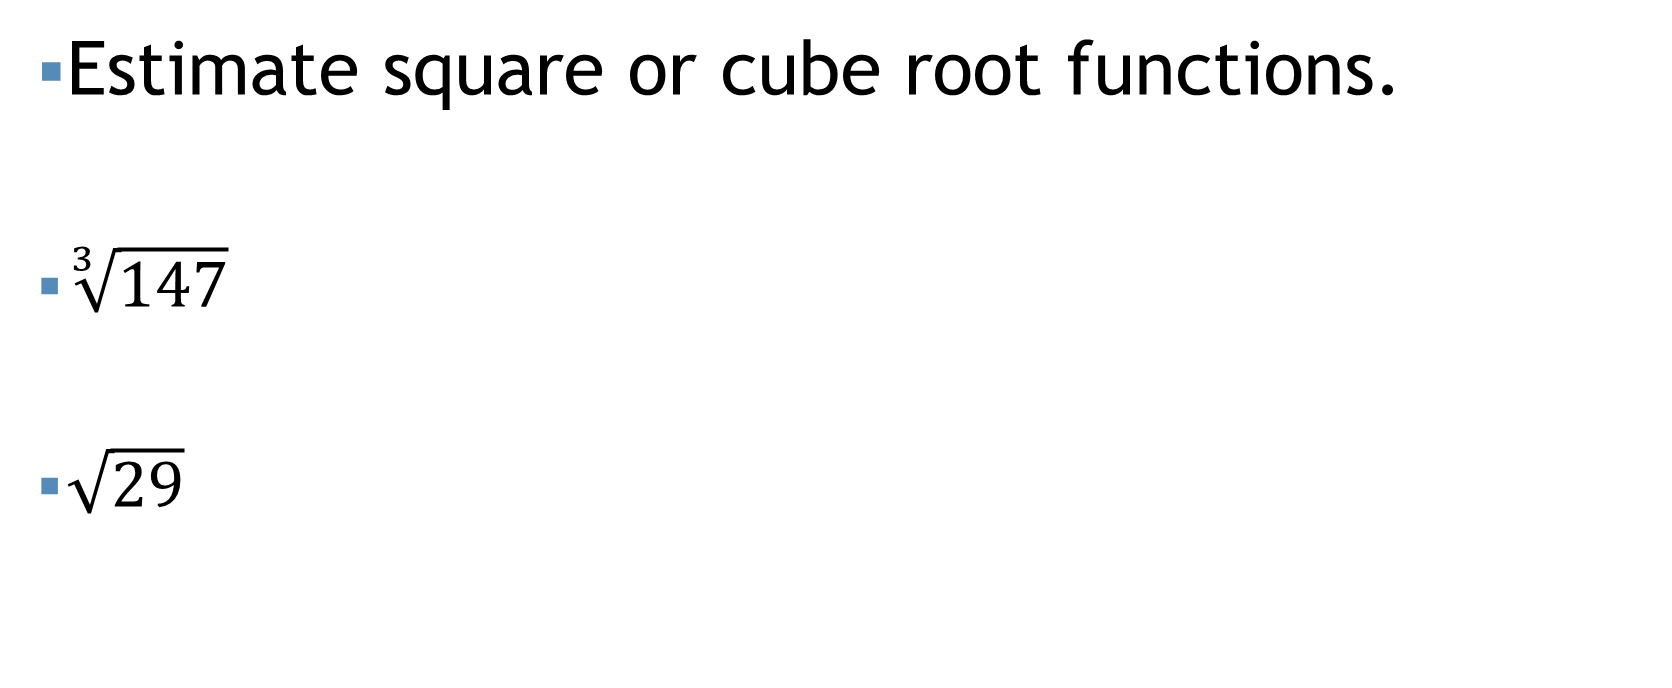 ▪Estimate square or cube root functions.
▪∛147
▪√29